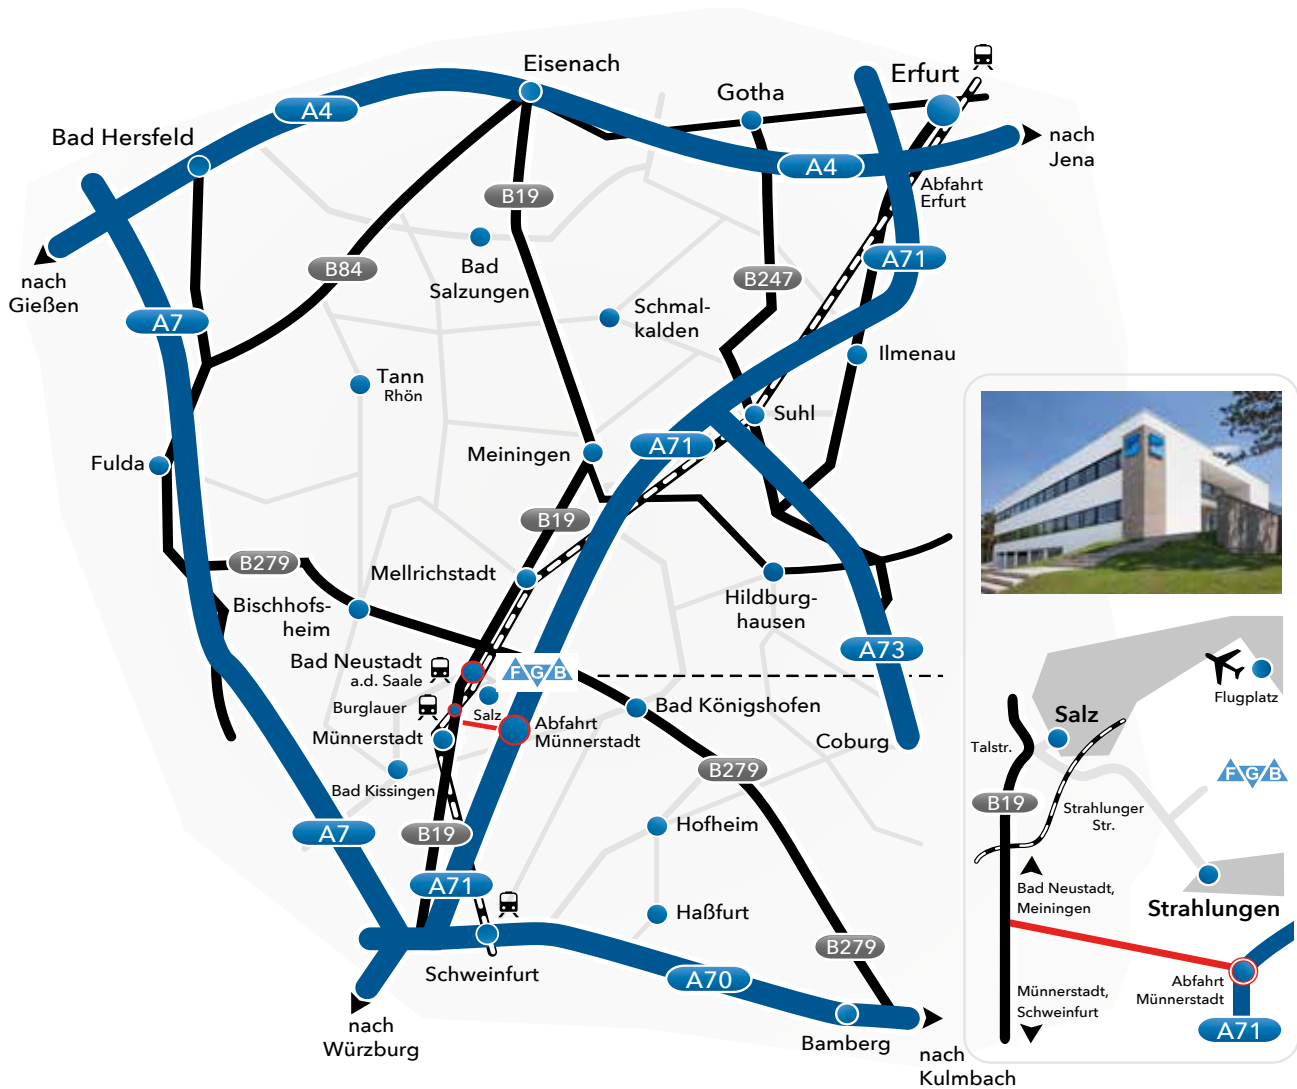 Eisenach
Erfurt
Gotha
A4
Bad Hersfeld
nach
Jena
A4
Abfahrt
Erfurt
B19
Bad
Salzungen
A71
B84
B247
nach
Gießen
A7
Schmal-
kalden
Ilmenau
Tann
Rhön
Suhl
A71
Meiningen
Fulda
B19
B279
Mellrichstadt
Bischhofs-
heim
Hildburg-
hausen
A73
Bad Neustadt
a.d. Saale
F G B
Burglauer
Salz
Bad Königshofen
Abfahrt
Münnerstadt
Münnerstadt
Coburg
B279
Bad Kissingen
A7
B19
Hofheim
A71
Haßfurt
B279
Schweinfurt
A70
nach
Würzburg
Bamberg
nach
Kulmbach
Flugplatz
Salz
Talstr.
F G B
B19
Strahlunger
Str.
Bad Neustadt,
Meiningen
Strahlungen
Abfahrt
Münnerstadt
Münnerstadt,
Schweinfurt
A71